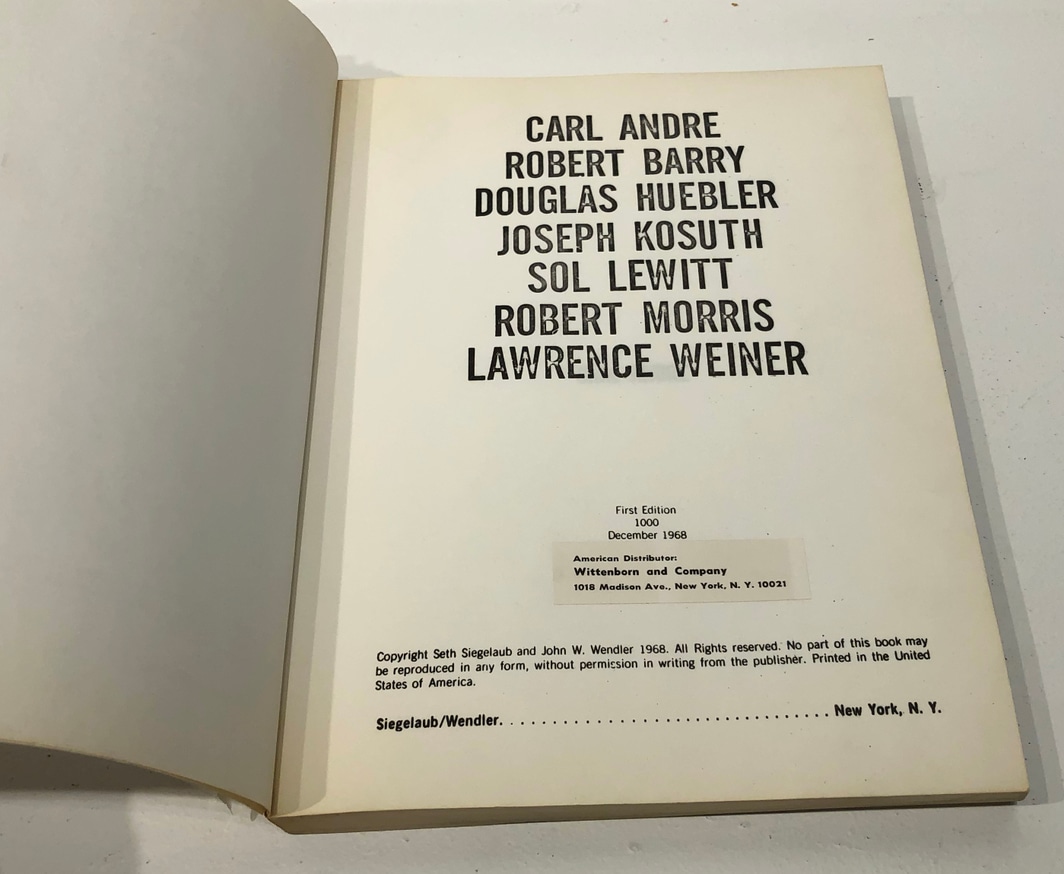 CARL ANDRE
ROBERT BARRY
DOUGLAS HUEBLER
JOSEPH KOSUTH
SOL LEWITT
ROBERT MORRIS
LAWRENCE WEINER
First Edition
1000
December 1968
American Distributor:
Wittenborn and Company
1018 Madison Ave., New York, N. Y. 10021
Copyright Seth Siegelaub and John W. Wendler 1968. All Rights reserved. No part of this book may
be reproduced in any form, without permission in writing from the publisher. Printed in the United
States of America.
Siegelaub/Wendler. . . . . . . . . . . . . . . . . . . . . . . . . . . . . . . . New York, N. Y.